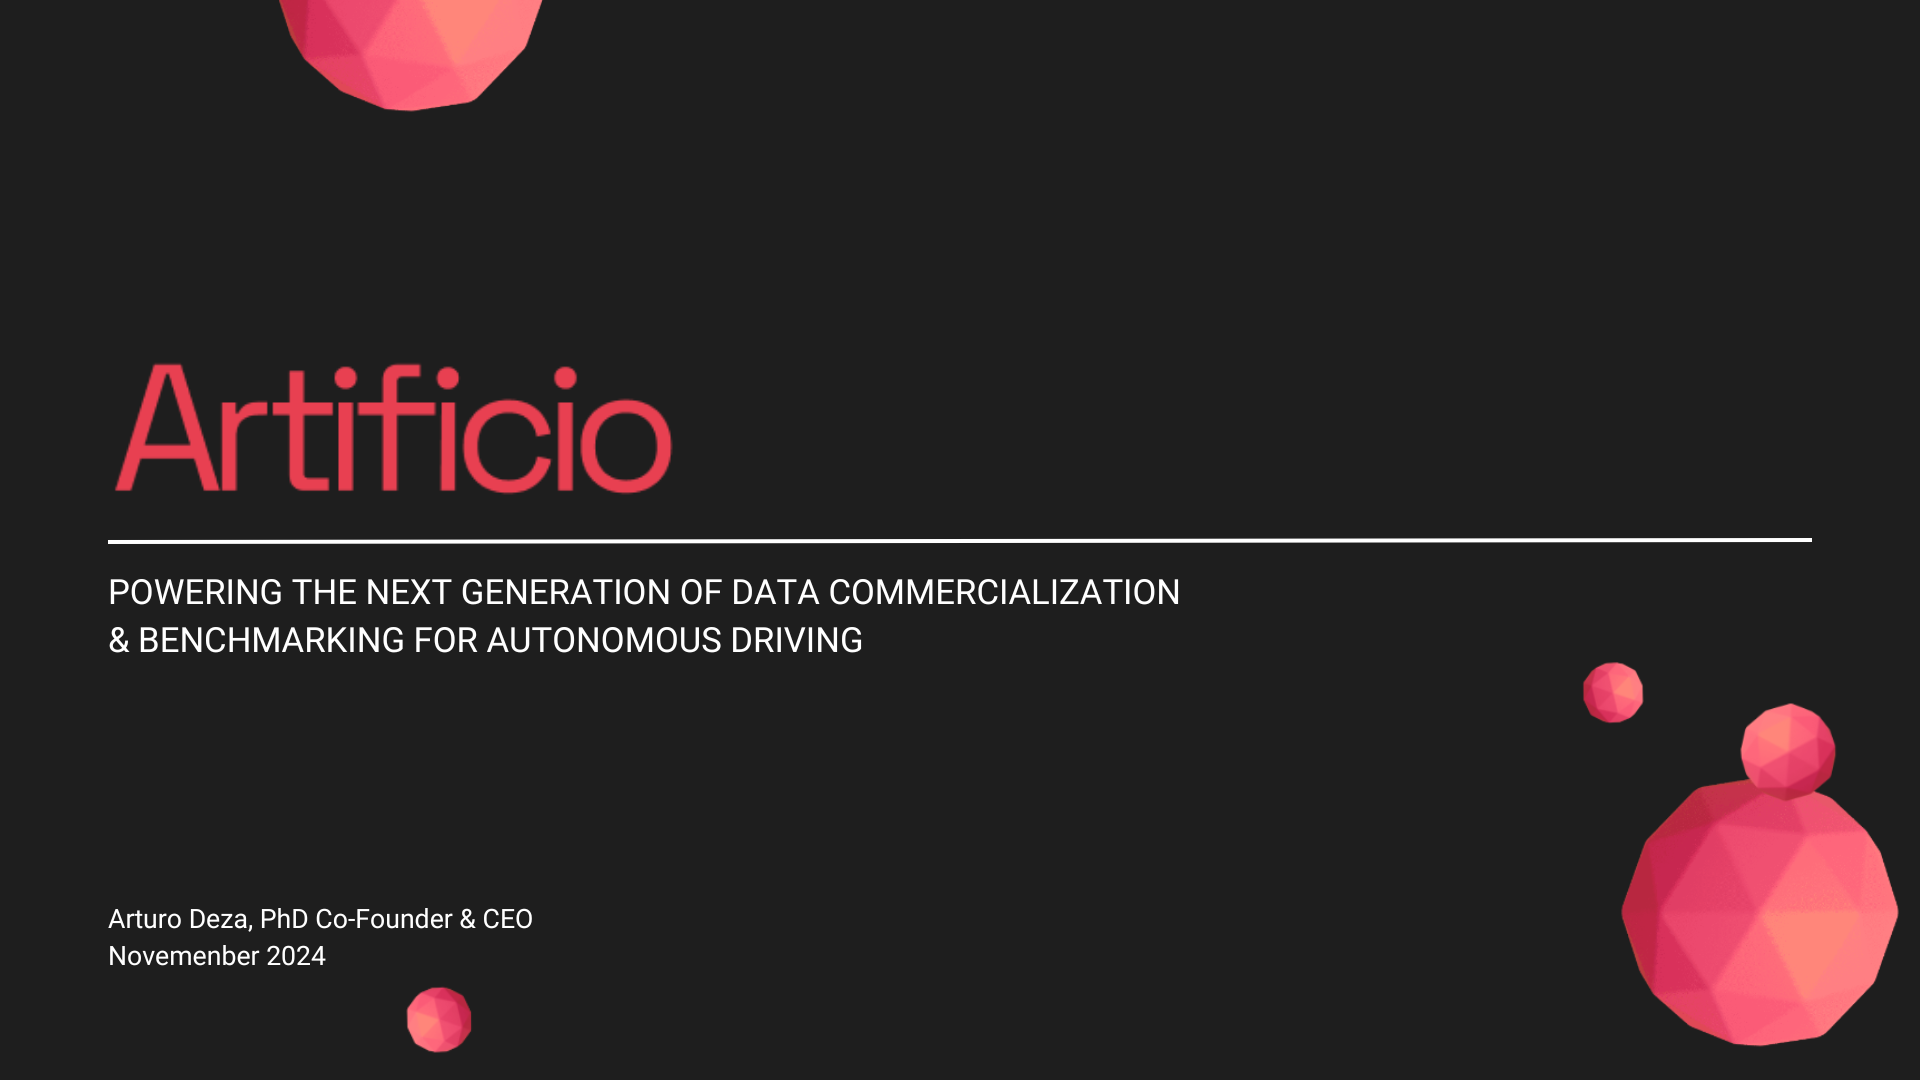 Artificio
POWERING THE NEXT GENERATION OF DATA COMMERCIALIZATION
& BENCHMARKING FOR AUTONOMOUS DRIVING
Arturo Deza, PhD Co-Founder & CEO
Novemenber 2024